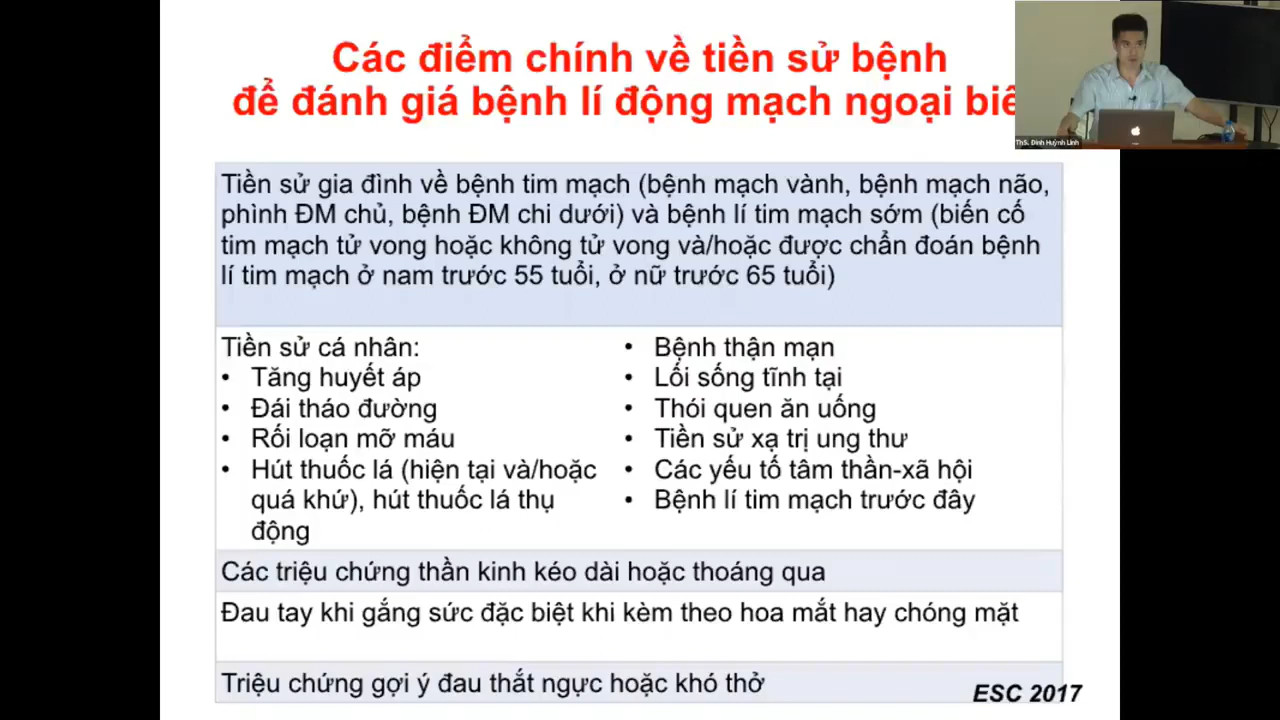 Các điểm chính về tiền sử bệnh
để đánh giá bệnh lí động mạch ngoại biê
ThS. Đinh Huỳnh Linh
Tiền sử gia đình về bệnh tim mạch (bệnh mạch vành, bệnh mạch não,
phình ĐM chủ, bệnh ĐM chi dưới) và bệnh lí tim mạch sớm (biến cố
tim mạch tử vong hoặc không tử vong và/hoặc được chẩn đoán bệnh
lí tim mạch ở nam trước 55 tuổi, ở nữ trước 65 tuổi)
Tiền sử cá nhân:
• Tăng huyết áp
• Đái tháo đường
• Rối loạn mỡ máu
• Hút thuốc lá (hiện tại và/hoặc
quá khứ), hút thuốc lá thụ
động
• Bệnh thận mạn
• Lối sống tĩnh tại
• Thói quen ăn uống
• Tiền sử xạ trị ung thư
• Các yếu tố tâm thần-xã hội
• Bệnh lí tim mạch trước đây
Các triệu chứng thần kinh kéo dài hoặc thoáng qua
Đau tay khi gắng sức đặc biệt khi kèm theo hoa mắt hay chóng mặt
Triệu chứng gợi ý đau thắt ngực hoặc khó thở
ESC 2017